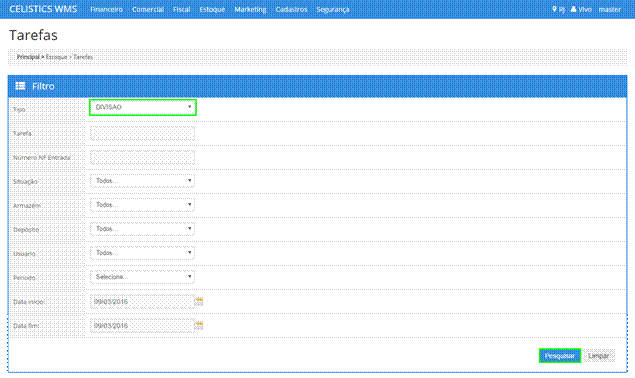 CELISTICS WMS Financeiro Comercial Fiscal Estoque Marketing Cadastros Segurança RJ Vivo master
Tarefas
Principal > Estoque > Tarefas
Filtro
Tipo DIVISAO
Tarefa
Número NF Entrada
Situação Todos...
Armazém Todos...
Depósito Todos...
Usuário Todos...
Período Selecione...
Data início: 09/03/2016
Data fim: 09/03/2016
Pesquisar Limpar